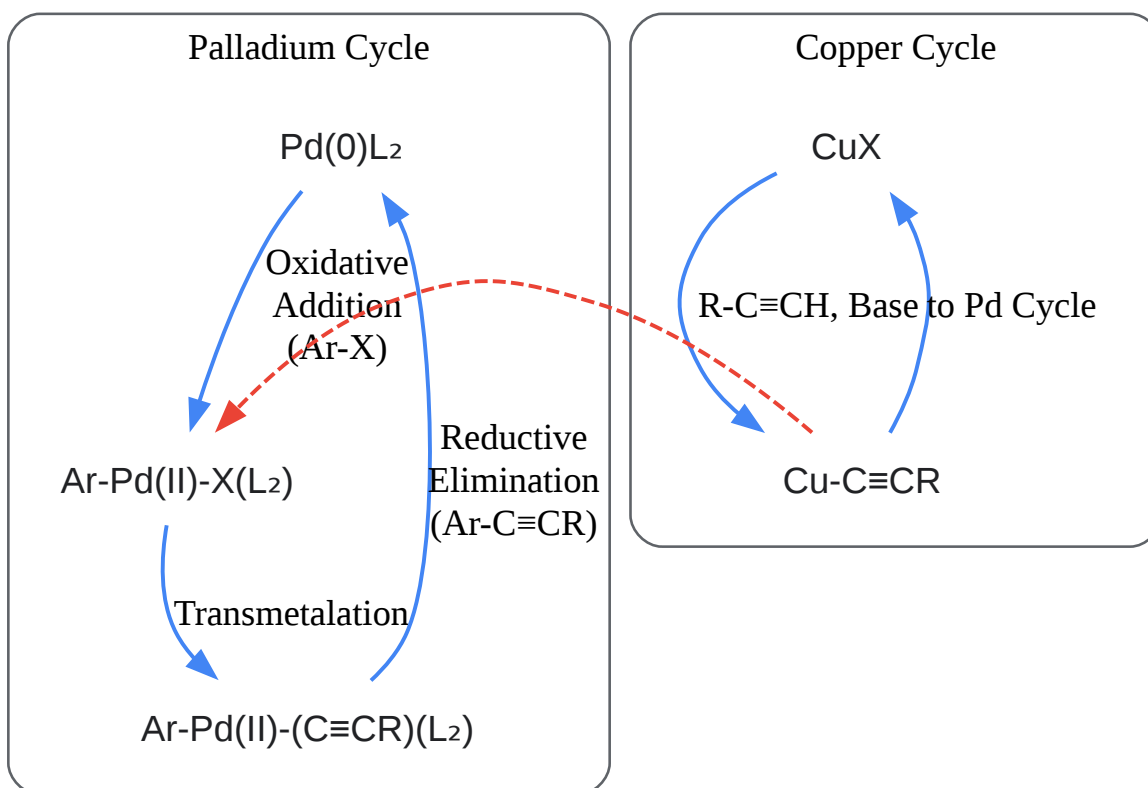 Palladium Cycle
Pd(0)L₂
Oxidative
Addition
(Ar-X)
Reductive
Elimination
(Ar-C≡CR)
Ar-Pd(II)-X(L₂)
Transmetalation
Ar-Pd(II)-(C≡CR)(L₂)
Copper Cycle
CuX
R-C≡CH, Base to Pd Cycle
Cu-C≡CR